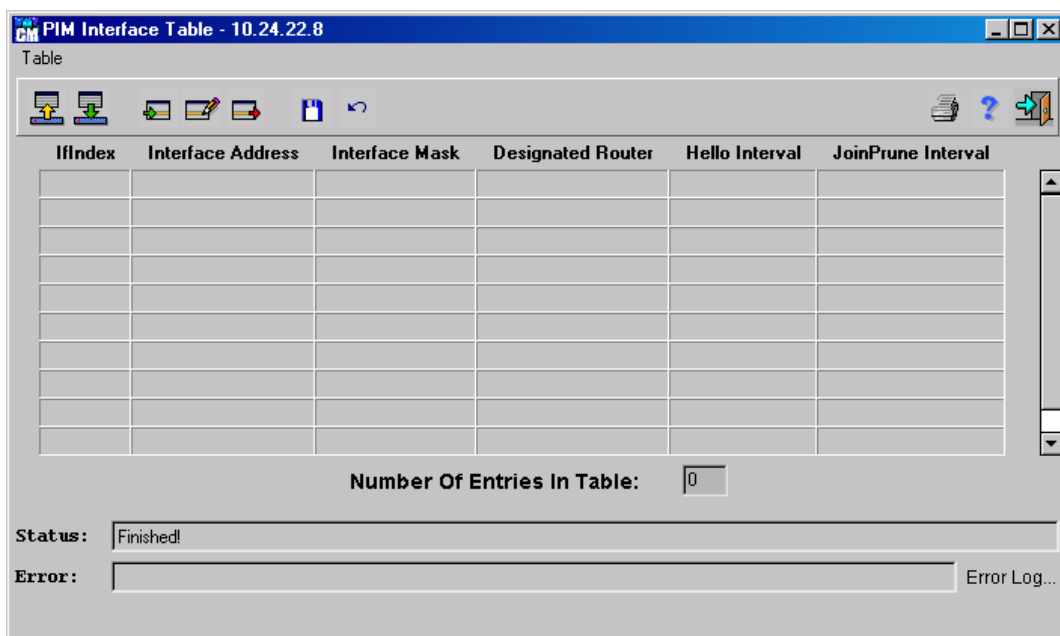 GM PIM Interface Table - 10.24.22.8
Table
IfIndex Interface Address Interface Mask Designated Router Hello Interval JoinPrune Interval
Number Of Entries In Table: 0
Status: Finished!
Error: Error Log...